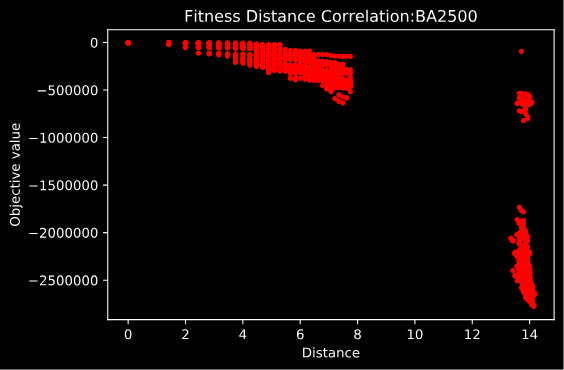 Fitness Distance Correlation:BA2500
Objective value
0
−500000
−1000000
−1500000
−2000000
−2500000
0 2 4 6 8 10 12 14
Distance